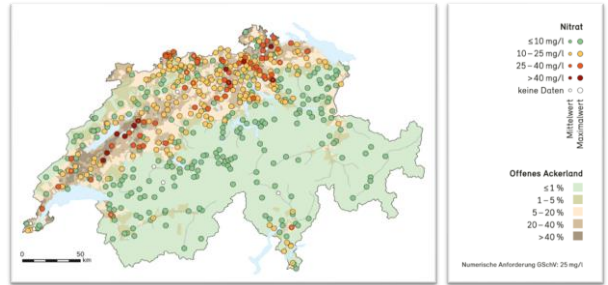 0 50
km
Nitrat
≤10 mg/l
10–25 mg/l
25–40 mg/l
>40 mg/l
keine Daten
Mittelwert
Maximalwert
Offenes Ackerland
≤1 %
1–5 %
5–20 %
20–40 %
>40 %
Numerische Anforderung GSchV: 25 mg/l